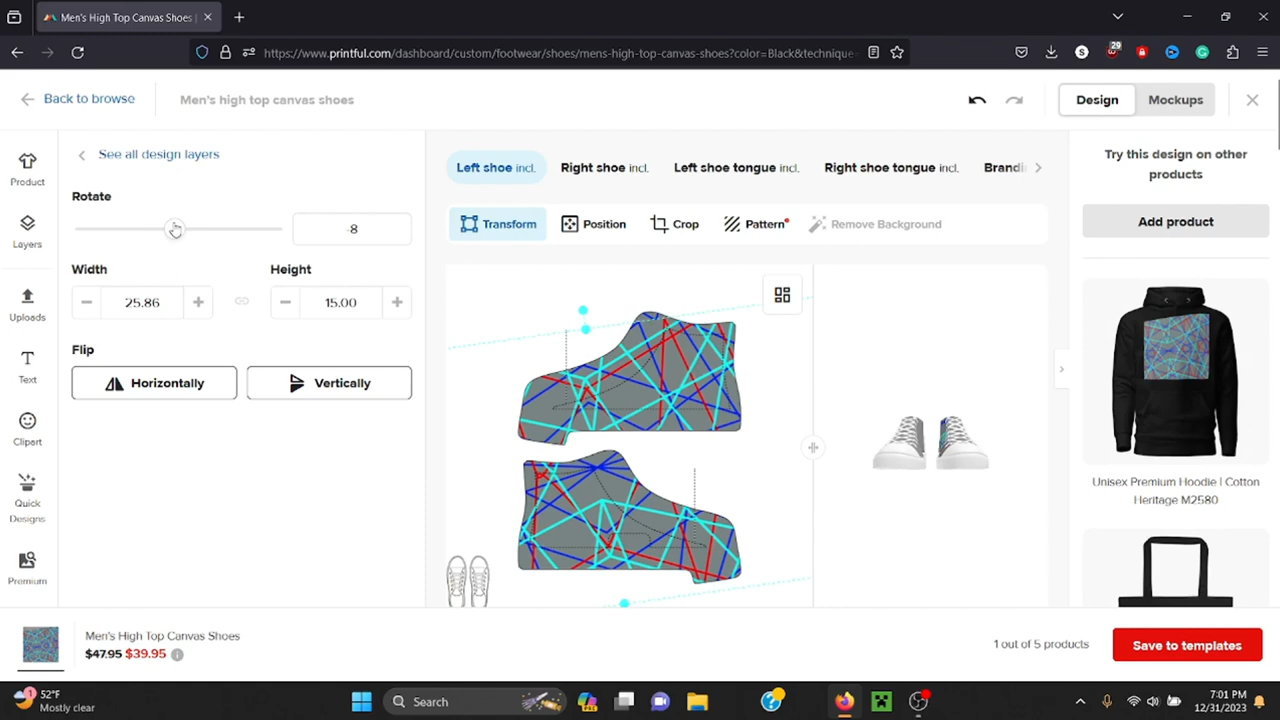 Men's High Top Canvas Shoes |
https://www.printful.com/dashboard/custom/footwear/shoes/mens-high-top-canvas-shoes?color=Black&technique=
S
29
Back to browse
Men's high top canvas shoes
Design
Mockups
Product
Layers
Uploads
Text
Clipart
Quick
Designs
Premium
See all design layers
Rotate
-8
Width
Height
25.86
15.00
Flip
Horizontally
Vertically
Left shoe incl.
Right shoe incl.
Left shoe tongue incl.
Right shoe tongue incl.
Brandi
Transform
Position
Crop
Pattern
Remove Background
Try this design on other
products
Add product
Unisex Premium Hoodie | Cotton
Heritage M2580
Men's High Top Canvas Shoes
$47.95 $39.95
1 out of 5 products
Save to templates
1
52°F
Mostly clear
Search
PRE
7:01 PM
12/31/2023